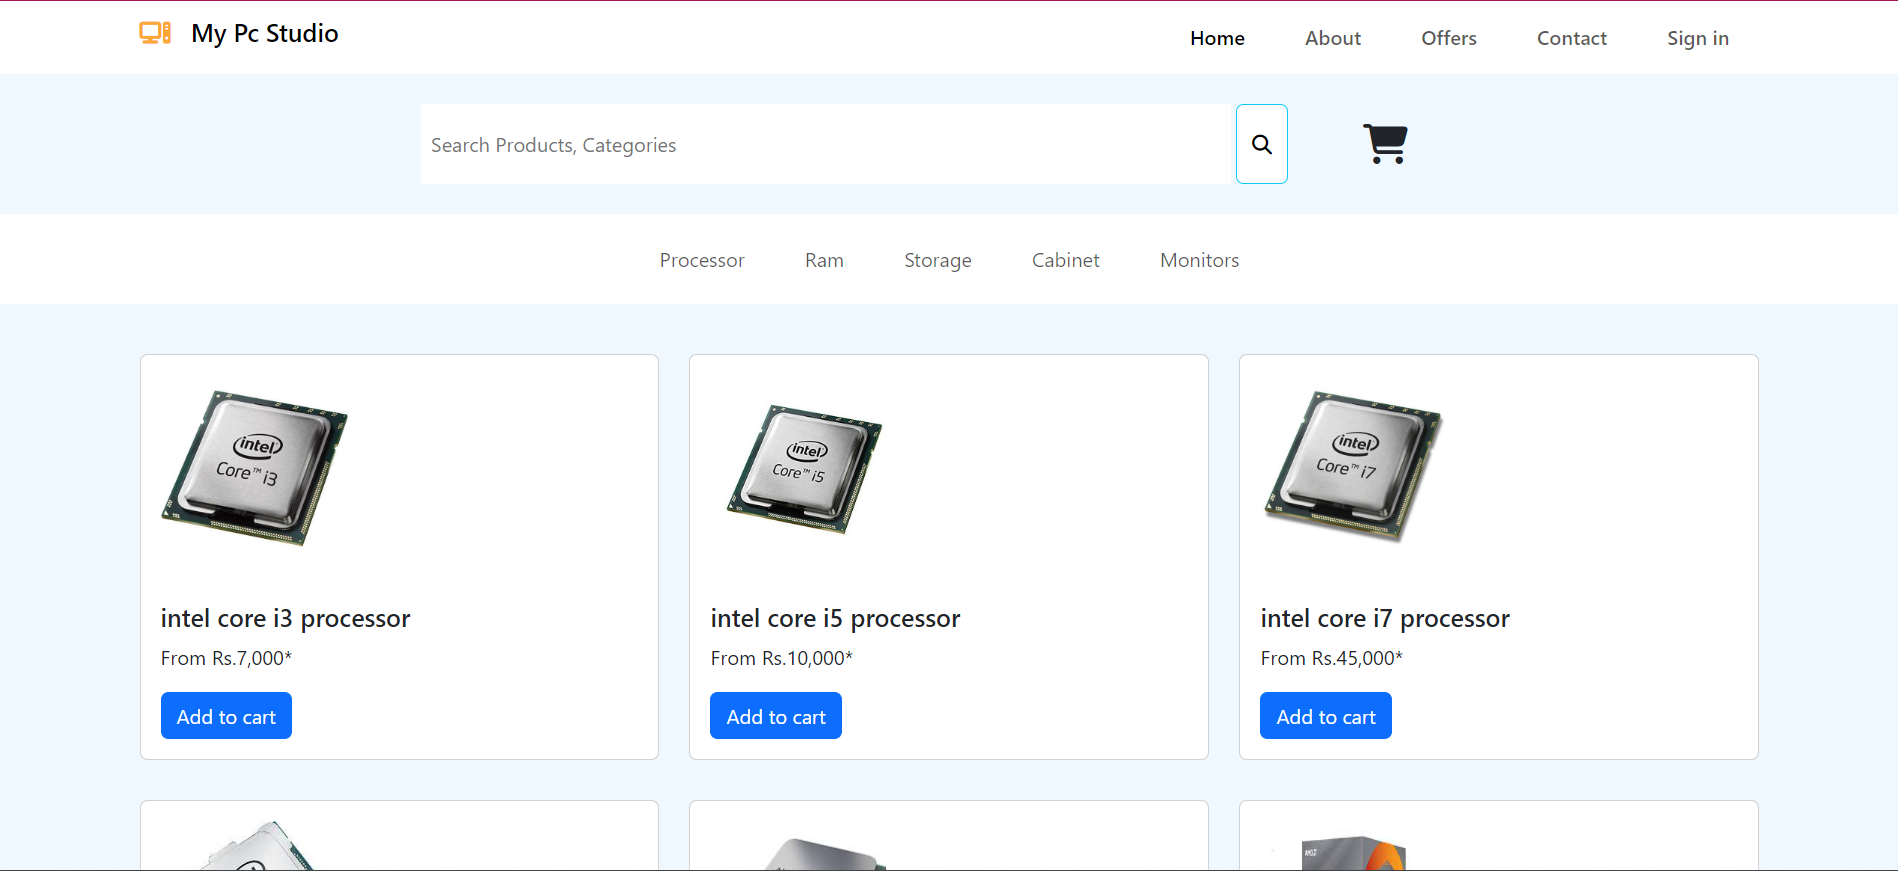 My Pc Studio
Home About Offers Contact Sign in
Search Products, Categories
Processor Ram Storage Cabinet Monitors
intel
Core™ i3
intel
Core™ i5
intel
Core™ i7
intel core i3 processor
From Rs.7,000*
Add to cart
intel core i5 processor
From Rs.10,000*
Add to cart
intel core i7 processor
From Rs.45,000*
Add to cart
AMD